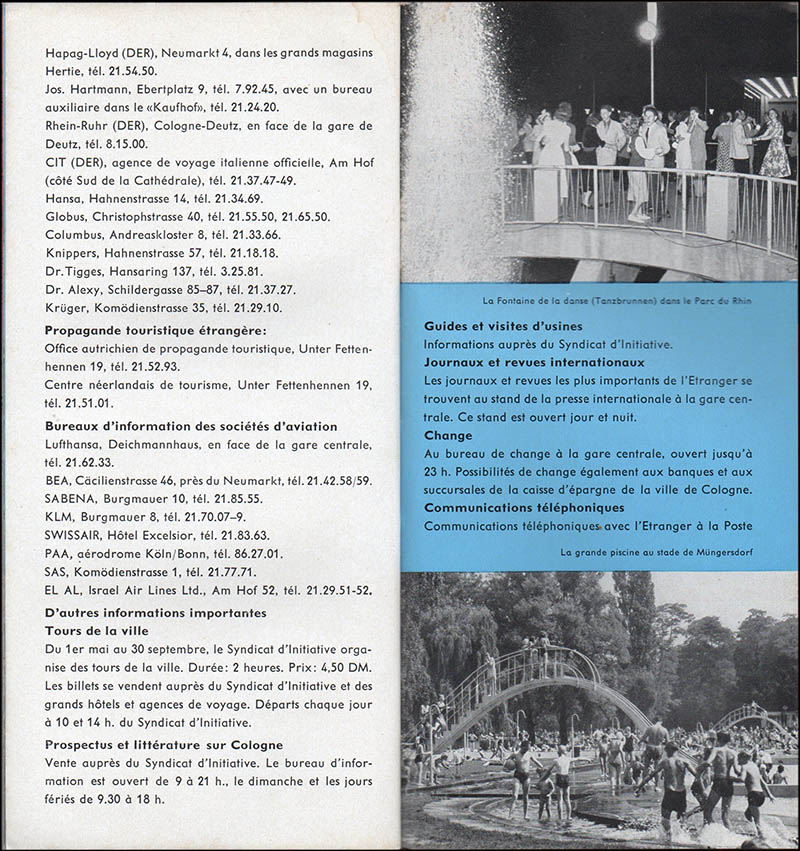 Hapag-Lloyd (DER), Neumarkt 4, dans les grands magasins
Hertie, tél. 21.54.50.
Jos. Hartmann, Ebertplatz 9, tél. 7.92.45, avec un bureau
auxiliaire dans le «Kaufhof», tél. 21.24.20.
Rhein-Ruhr (DER), Cologne-Deutz, en face de la gare de
Deutz, tél. 8.15.00.
CIT (DER), agence de voyage italienne officielle, Am Hof
(côté Sud de la Cathédrale), tél. 21.37.47-49.
Hansa, Hahnenstrasse 14, tél. 21.34.69.
Globus, Christophstrasse 40, tél. 21.55.50, 21.65.50.
Columbus, Andreaskloster 8, tél. 21.33.66.
Knippers, Hahnenstrasse 57, tél. 21.18.18.
Dr. Tigges, Hansaring 137, tél. 3.25.81.
Dr. Alexy, Schildergasse 85–87, tél. 21.37.27.
Krüger, Komödienstrasse 35, tél. 21.29.10.
Propagande touristique étrangère:
Office autrichien de propagande touristique, Unter Fetten-
hennen 19, tél. 21.52.93.
Centre néerlandais de tourisme, Unter Fettenhennen 19,
tél. 21.51.01.
Bureaux d'information des sociétés d'aviation
Lufthansa, Deichmannhaus, en face de la gare centrale,
tél. 21.62.33.
BEA, Cäcilienstrasse 46, près du Neumarkt, tél. 21.42.58/59.
SABENA, Burgmauer 10, tél. 21.85.55.
KLM, Burgmauer 8, tél. 21.70.07–9.
SWISSAIR, Hôtel Excelsior, tél. 21.83.63.
PAA, aérodrome Köln/Bonn, tél. 86.27.01.
SAS, Komödienstrasse 1, tél. 21.77.71.
EL AL, Israel Air Lines Ltd., Am Hof 52, tél. 21.29.51-52.
D'autres informations importantes
Tours de la ville
Du 1er mai au 30 septembre, le Syndicat d'Initiative orga-
nise des tours de la ville. Durée: 2 heures. Prix: 4,50 DM.
Les billets se vendent auprès du Syndicat d'Initiative et des
grands hôtels et agences de voyage. Départs chaque jour
à 10 et 14 h. du Syndicat d'Initiative.
Prospectus et littérature sur Cologne
Vente auprès du Syndicat d'Initiative. Le bureau d'infor-
mation est ouvert de 9 à 21 h., le dimanche et les jours
fériés de 9.30 à 18 h.
La Fontaine de la danse (Tanzbrunnen) dans le Parc du Rhin
Guides et visites d'usines
Informations auprès du Syndicat d'Initiative.
Journaux et revues internationaux
Les journaux et revues les plus importants de l'Etranger se
trouvent au stand de la presse internationale à la gare cen-
trale. Ce stand est ouvert jour et nuit.
Change
Au bureau de change à la gare centrale, ouvert jusqu'à
23 h. Possibilités de change également aux banques et aux
succursales de la caisse d'épargne de la ville de Cologne.
Communications téléphoniques
Communications téléphoniques avec l'Etranger à la Poste
La grande piscine au stade de Müngersdorf